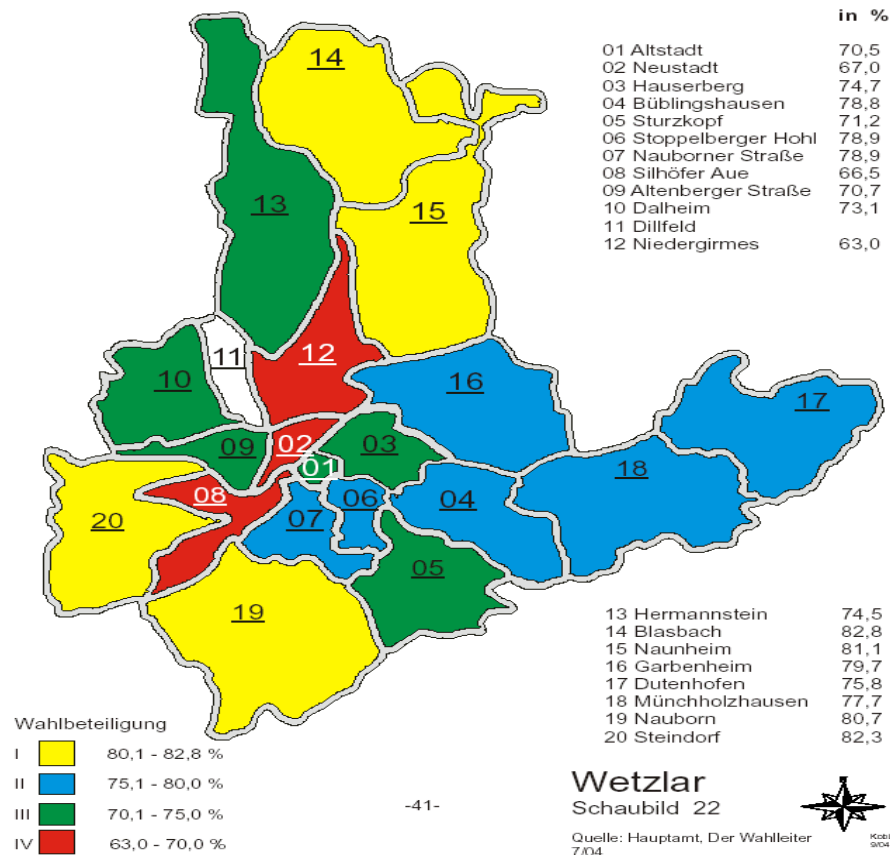 in %
01 Altstadt 70,5
02 Neustadt 67,0
03 Hauserberg 74,7
04 Büblingshausen 78,8
05 Sturzkopf 71,2
06 Stoppelberger Hohl 78,9
07 Nauborner Straße 78,9
08 Silhöfer Aue 66,5
09 Altenberger Straße 70,7
10 Dalheim 73,1
11 Dillfeld
12 Niedergirmes 63,0
14
13
15
12
11
10
16
17
02
03
09
01
18
08
06
04
07
20
05
19
13 Hermannstein 74,5
14 Blasbach 82,8
15 Naunheim 81,1
16 Garbenheim 79,7
17 Dutenhofen 75,8
18 Münchholzhausen 77,7
19 Nauborn 80,7
20 Steindorf 82,3
Wahlbeteiligung
I 80,1 - 82,8 %
II 75,1 - 80,0 %
III 70,1 - 75,0 %
IV 63,0 - 70,0 %
-41-
Wetzlar
Schaubild 22
Quelle: Hauptamt, Der Wahlleiter
7/04
9/04